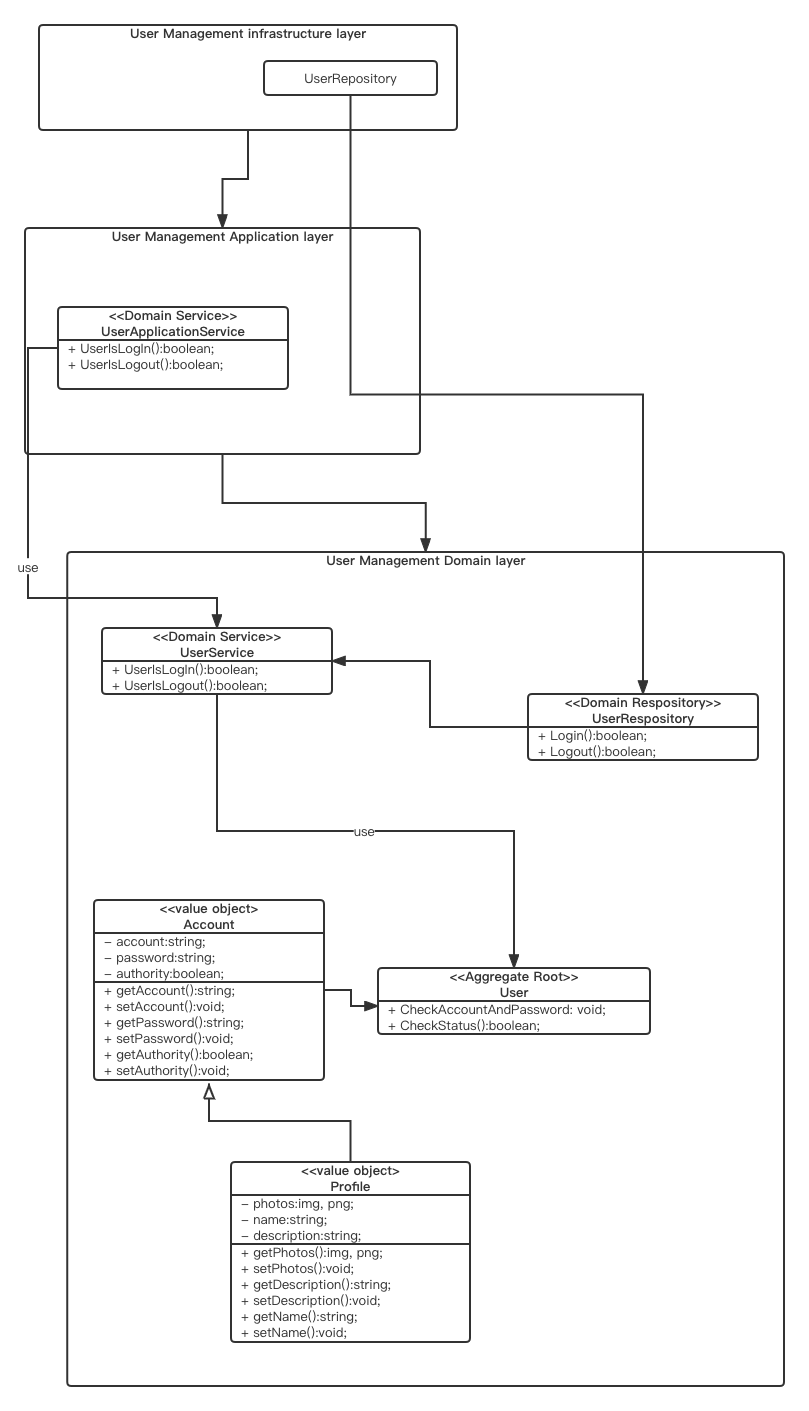 User Management infrastructure layer
UserRepository
User Management Application layer
<<Domain Service>>
UserApplicationService
+ UserIsLogIn():boolean;
+ UserIsLogout():boolean;
use
User Management Domain layer
<<Domain Service>>
UserService
+ UserIsLogIn():boolean;
+ UserIsLogout():boolean;
<<Domain Respository>>
UserRespository
+ Login():boolean;
+ Logout():boolean;
use
<<value object>
Account
– account:string;
– password:string;
– authority:boolean;
+ getAccount():string;
+ setAccount():void;
+ getPassword():string;
+ setPassword():void;
+ getAuthority():boolean;
+ setAuthority():void;
<<Aggregate Root>>
User
+ CheckAccountAndPassword: void;
+ CheckStatus():boolean;
<<value object>
Profile
– photos:img, png;
– name:string;
– description:string;
+ getPhotos():img, png;
+ setPhotos():void;
+ getDescription():string;
+ setDescription():void;
+ getName():string;
+ setName():void;